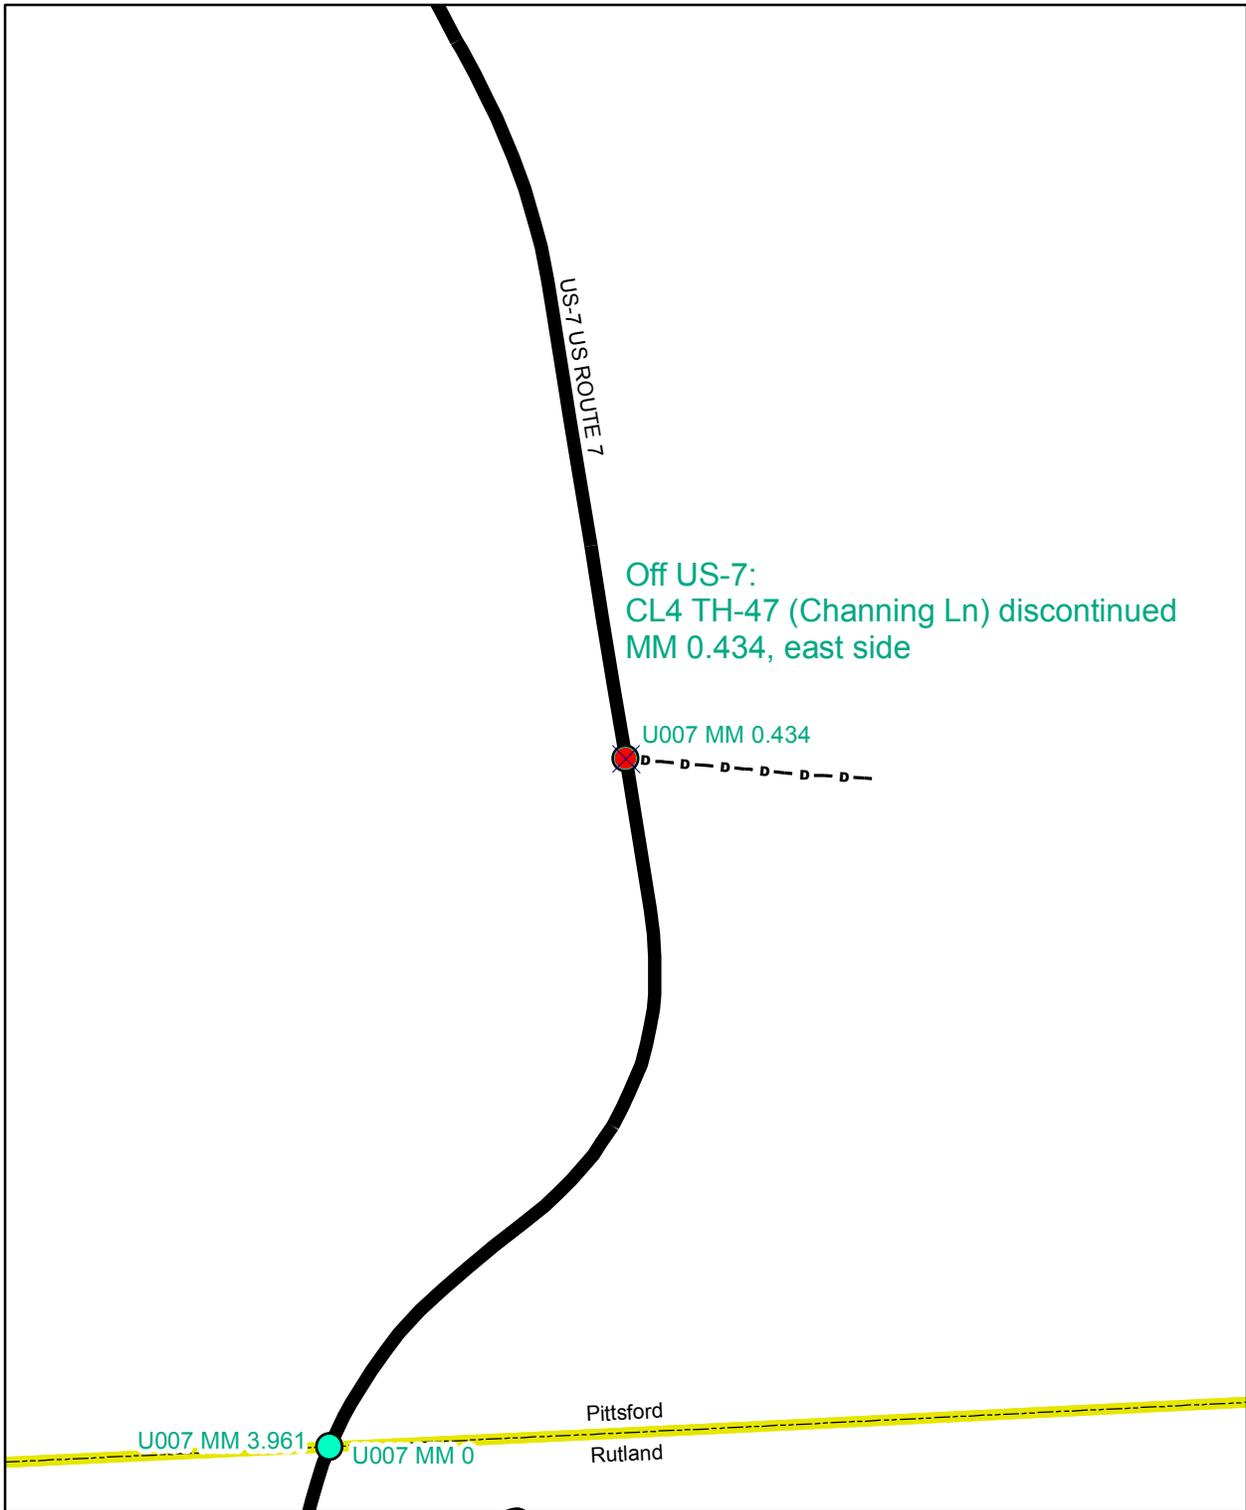 US-7 US ROUTE 7
Off US-7:
CL4 TH-47 (Channing Ln) discontinued
MM 0.434, east side
U007 MM 0.434
D D D D D D
Pittsford
U007 MM 3.961
U007 MM 0
Rutland